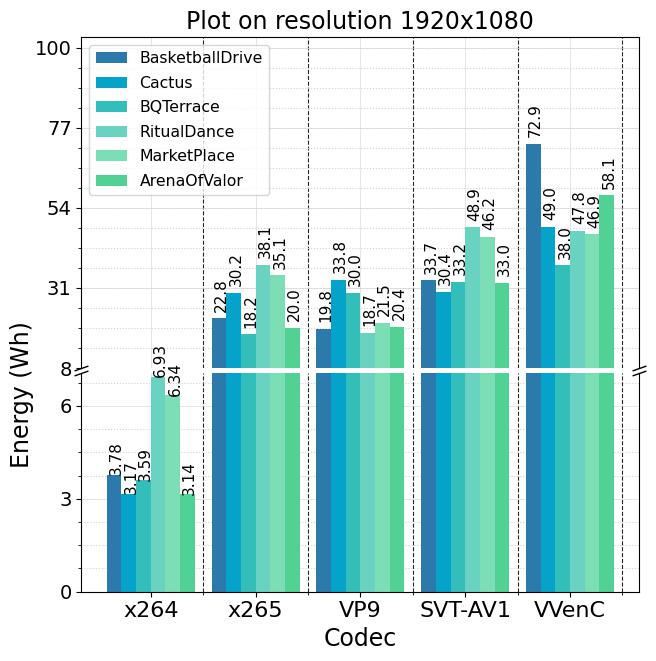 Plot on resolution 1920x1080
BasketballDrive
Cactus
BQTerrace
RitualDance
MarketPlace
ArenaOfValor
100
77
54
31
8
6
3
0
Energy (Wh)
3.78
3.17
3.59
6.93
6.34
3.14
22.8
30.2
18.2
38.1
35.1
20.0
19.8
33.8
30.0
18.7
21.5
20.4
33.7
30.4
33.2
48.9
46.2
33.0
72.9
49.0
38.0
47.8
46.9
58.1
x264
x265
VP9
SVT-AV1
VVenC
Codec